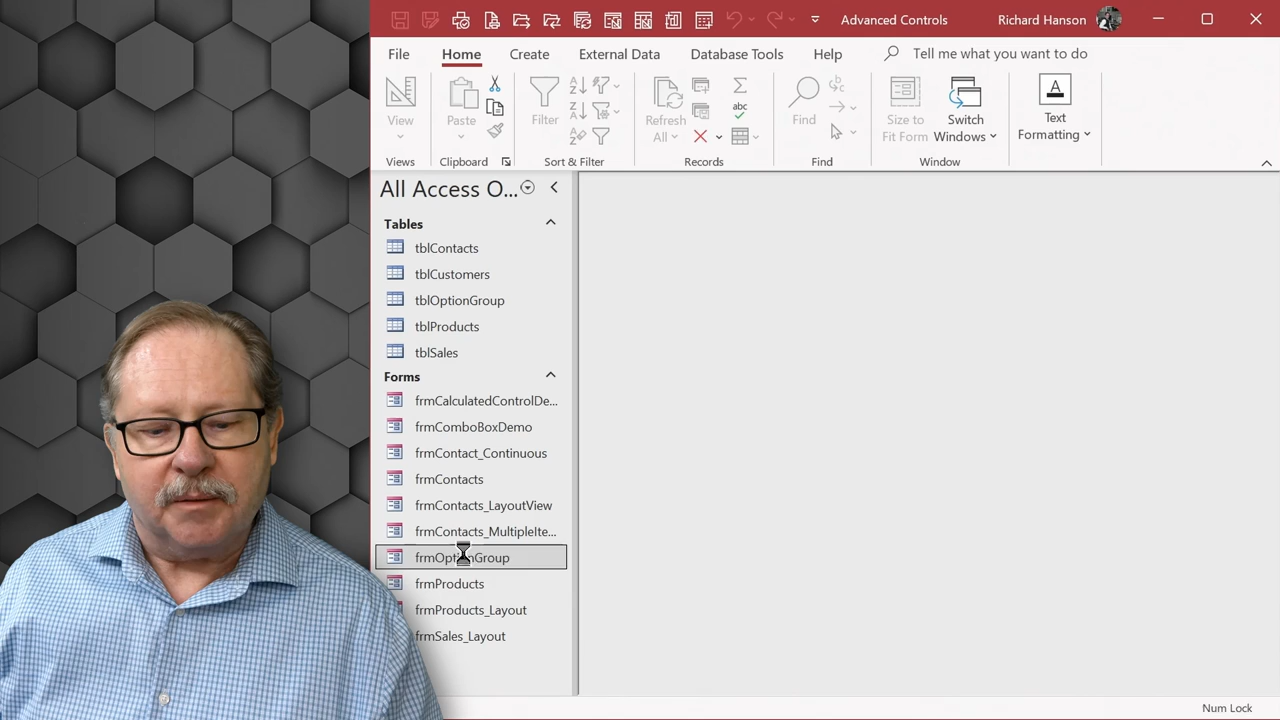 Advanced Controls
Richard Hanson
File
Home
Create
External Data
Database Tools
Help
Tell me what you want to do
View
Paste
Filter
Refresh
All
abc
Find
Size to
Fit Form
Switch
Windows
A
Text
Formatting
Views
Clipboard
Sort & Filter
Records
Find
Window
All Access O...
Tables
tblContacts
tblCustomers
tblOptionGroup
tblProducts
tblSales
Forms
frmCalculatedControlDe...
frmComboBoxDemo
frmContact_Continuous
frmContacts
frmContacts_LayoutView
frmContacts_MultipleIte...
frmOptionGroup
frmProducts
frmProducts_Layout
frmSales_Layout
Num Lock